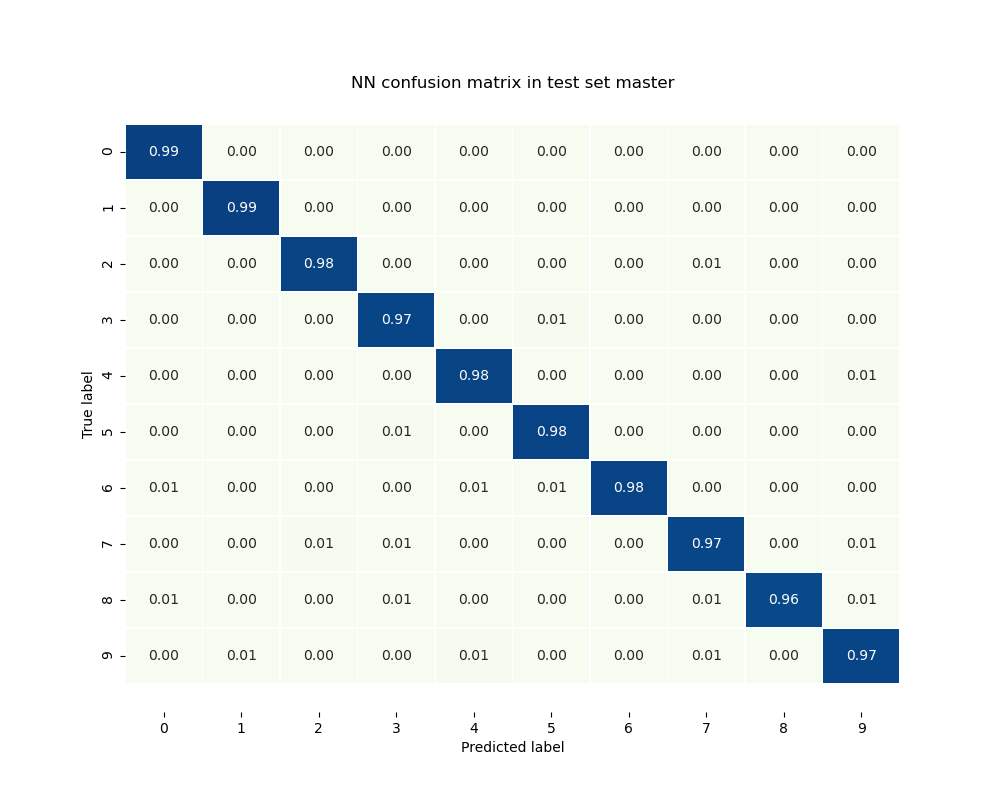 NN confusion matrix in test set master
True label
0 0.99 0.00 0.00 0.00 0.00 0.00 0.00 0.00 0.00 0.00
1 0.00 0.99 0.00 0.00 0.00 0.00 0.00 0.00 0.00 0.00
2 0.00 0.00 0.98 0.00 0.00 0.00 0.00 0.01 0.00 0.00
3 0.00 0.00 0.00 0.97 0.00 0.01 0.00 0.00 0.00 0.00
4 0.00 0.00 0.00 0.00 0.98 0.00 0.00 0.00 0.00 0.01
5 0.00 0.00 0.00 0.01 0.00 0.98 0.00 0.00 0.00 0.00
6 0.01 0.00 0.00 0.00 0.01 0.01 0.98 0.00 0.00 0.00
7 0.00 0.00 0.01 0.01 0.00 0.00 0.00 0.97 0.00 0.01
8 0.01 0.00 0.00 0.01 0.00 0.00 0.00 0.01 0.96 0.01
9 0.00 0.01 0.00 0.00 0.01 0.00 0.00 0.01 0.00 0.97
0 1 2 3 4 5 6 7 8 9
Predicted label